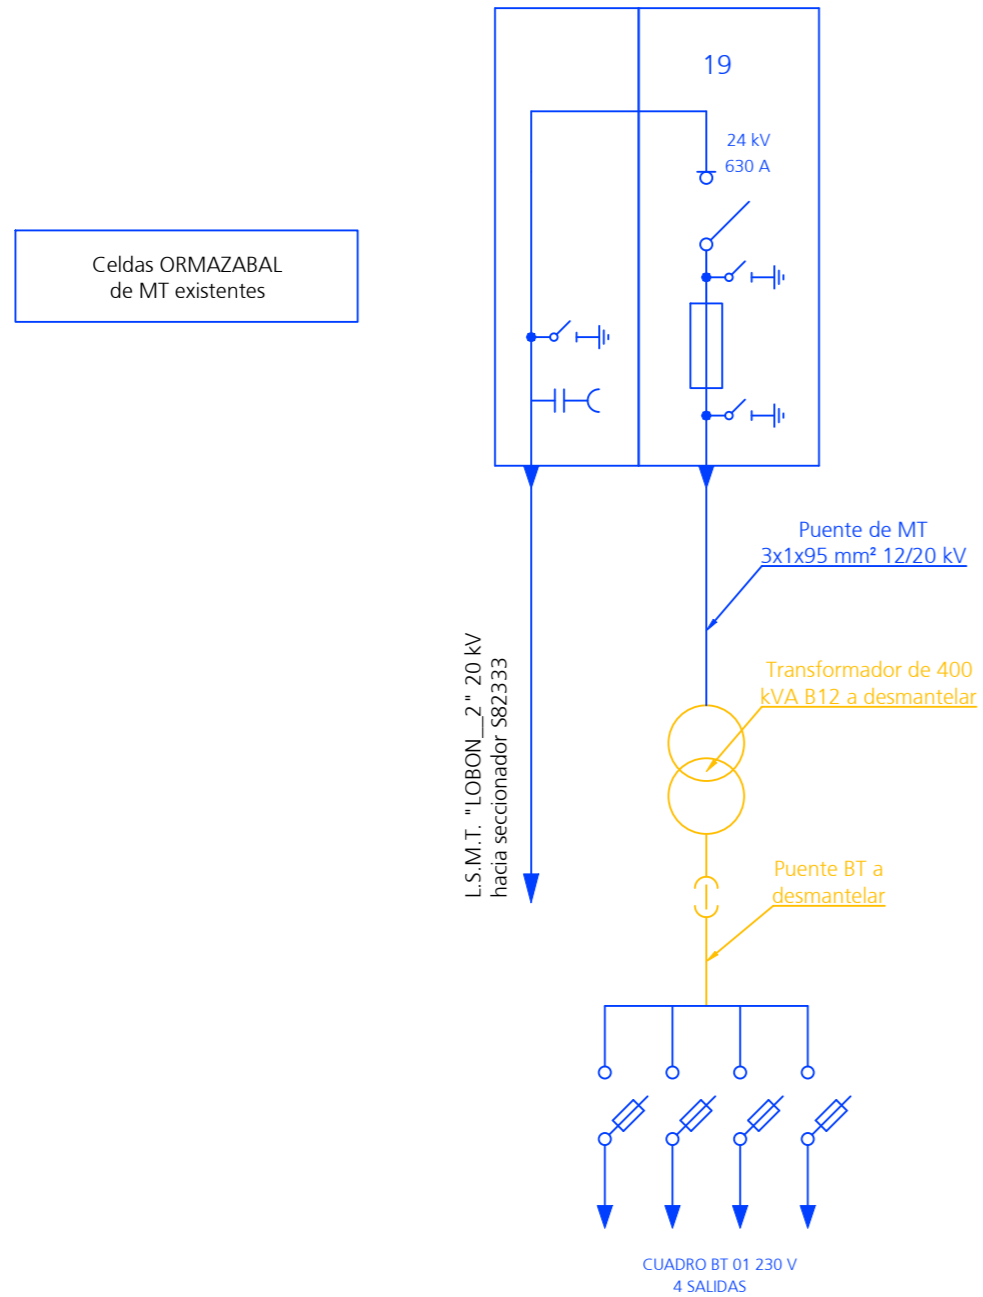 19
24 kV
630 A
Celdas ORMAZABAL
de MT existentes
Puente de MT
3x1x95 mm² 12/20 kV
L.S.M.T. "LOBON__2" 20 kV
hacia seccionador S82333
Transformador de 400
kVA B12 a desmantelar
Puente BT a
desmantelar
CUADRO BT 01 230 V
4 SALIDAS